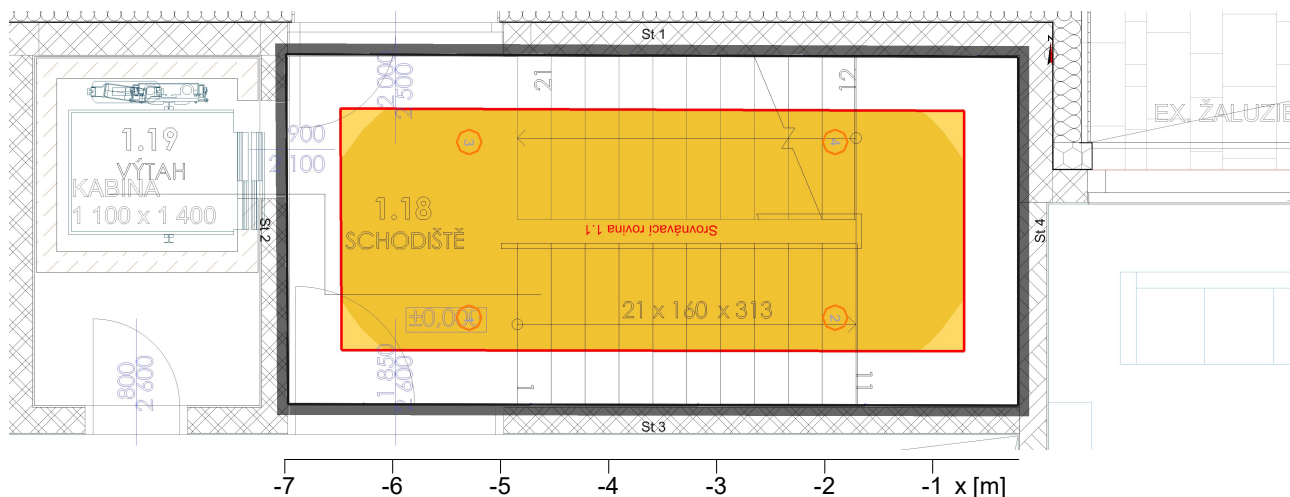 St 1
z
21
12
2 000
2 500
EX. ŽALUZIE
900
2 100
3
4
1.19
VÝTAH
KABINA
1 100 x 1 400
1.18
SCHODIŠTĚ
St 2
Srovnávací rovina 1.1
St 4
±0,000
1
21 x 160 x 313
2
800
2 600
1 850
2 600
1
11
St 3
-7 -6 -5 -4 -3 -2 -1 x [m]